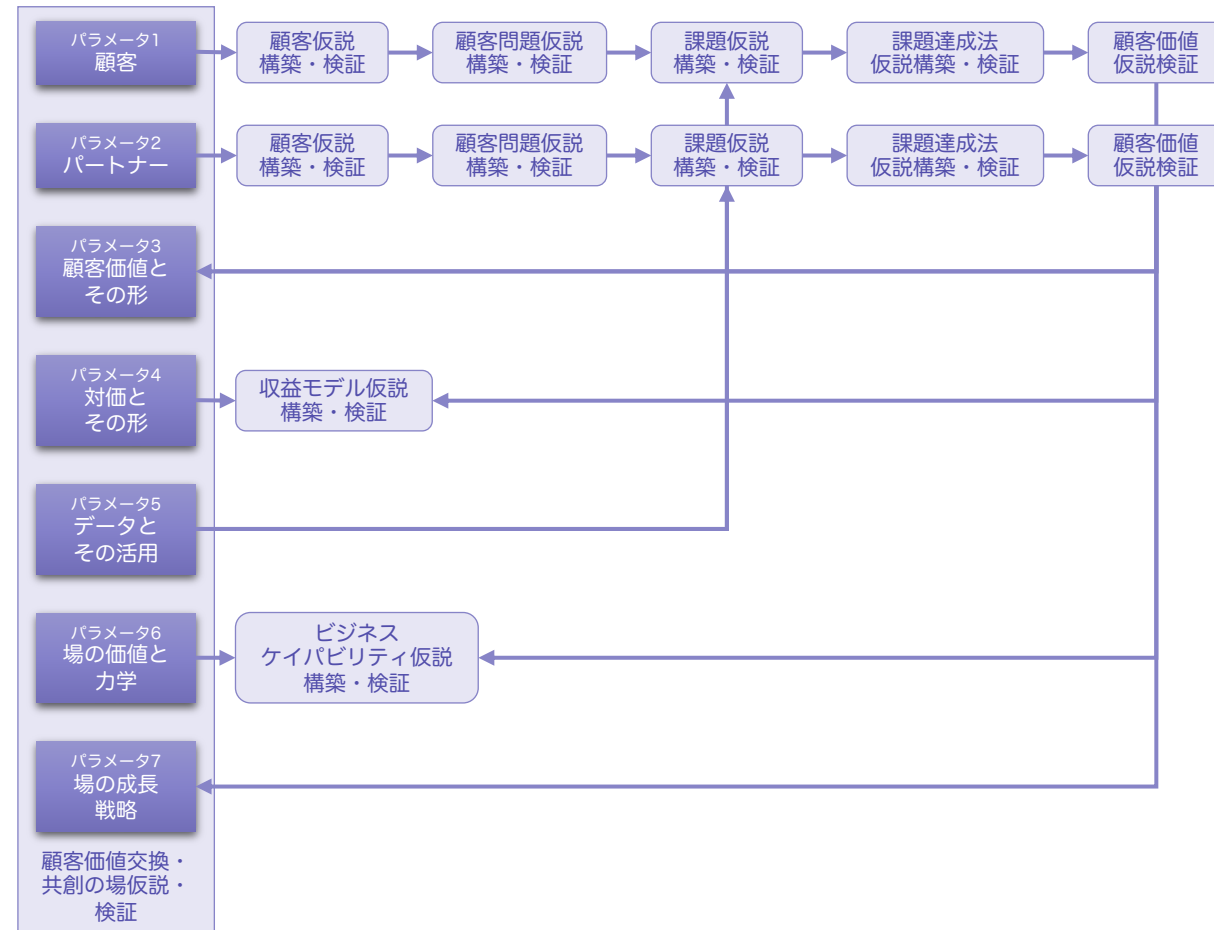 パラメータ1
顧客
顧客仮説
構築・検証
顧客問題仮説
構築・検証
課題仮説
構築・検証
課題達成法
仮説構築・検証
顧客価値
仮説検証
パラメータ2
パートナー
顧客仮説
構築・検証
顧客問題仮説
構築・検証
課題仮説
構築・検証
課題達成法
仮説構築・検証
顧客価値
仮説検証
パラメータ3
顧客価値と
その形
パラメータ4
対価と
その形
収益モデル仮説
構築・検証
パラメータ5
データと
その活用
パラメータ6
場の価値と
力学
ビジネス
ケイパビリティ仮説
構築・検証
パラメータ7
場の成長
戦略
顧客価値交換・
共創の場仮説・
検証